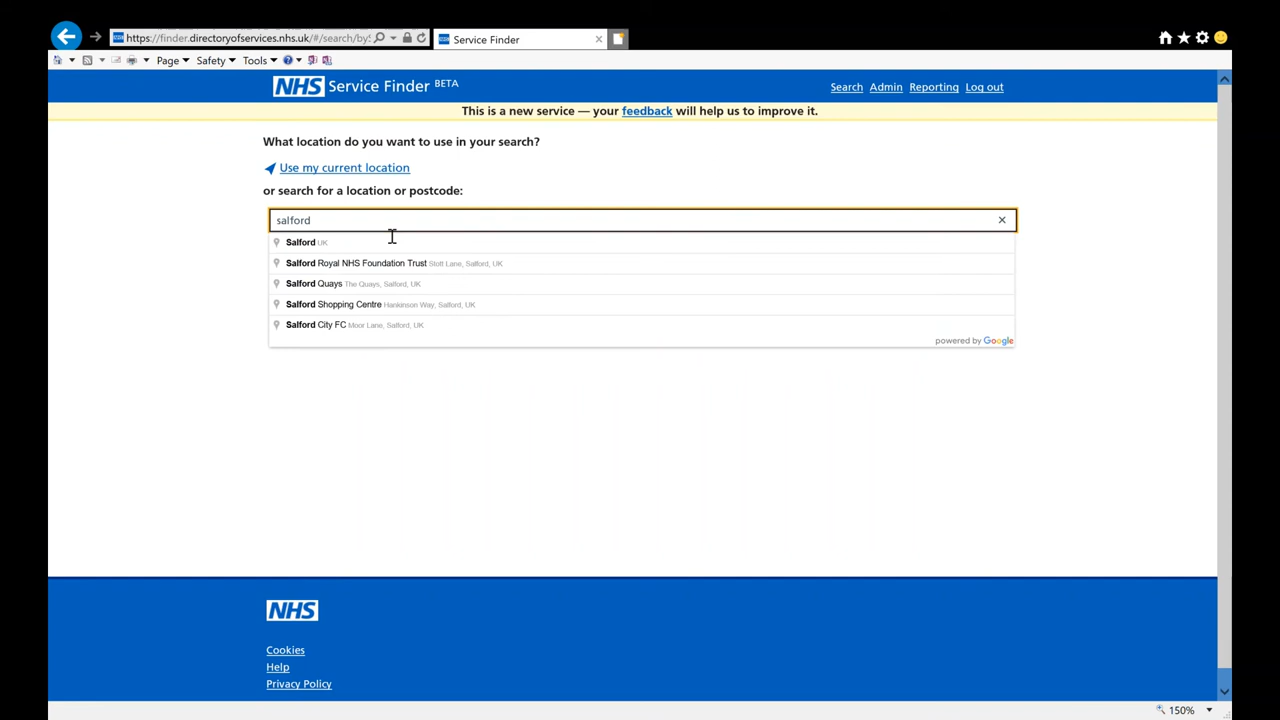 https://finder.directoryofservices.nhs.uk/#/search/by
Service Finder
Page Safety Tools
NHS Service Finder BETA
Search Admin Reporting Log out
This is a new service — your feedback will help us to improve it.
What location do you want to use in your search?
Use my current location
or search for a location or postcode:
salford
Salford UK
Salford Royal NHS Foundation Trust Stott Lane, Salford, UK
Salford Quays The Quays, Salford, UK
Salford Shopping Centre Hankinson Way, Salford, UK
Salford City FC Moor Lane, Salford, UK
powered by Google
NHS
Cookies
Help
Privacy Policy
150%